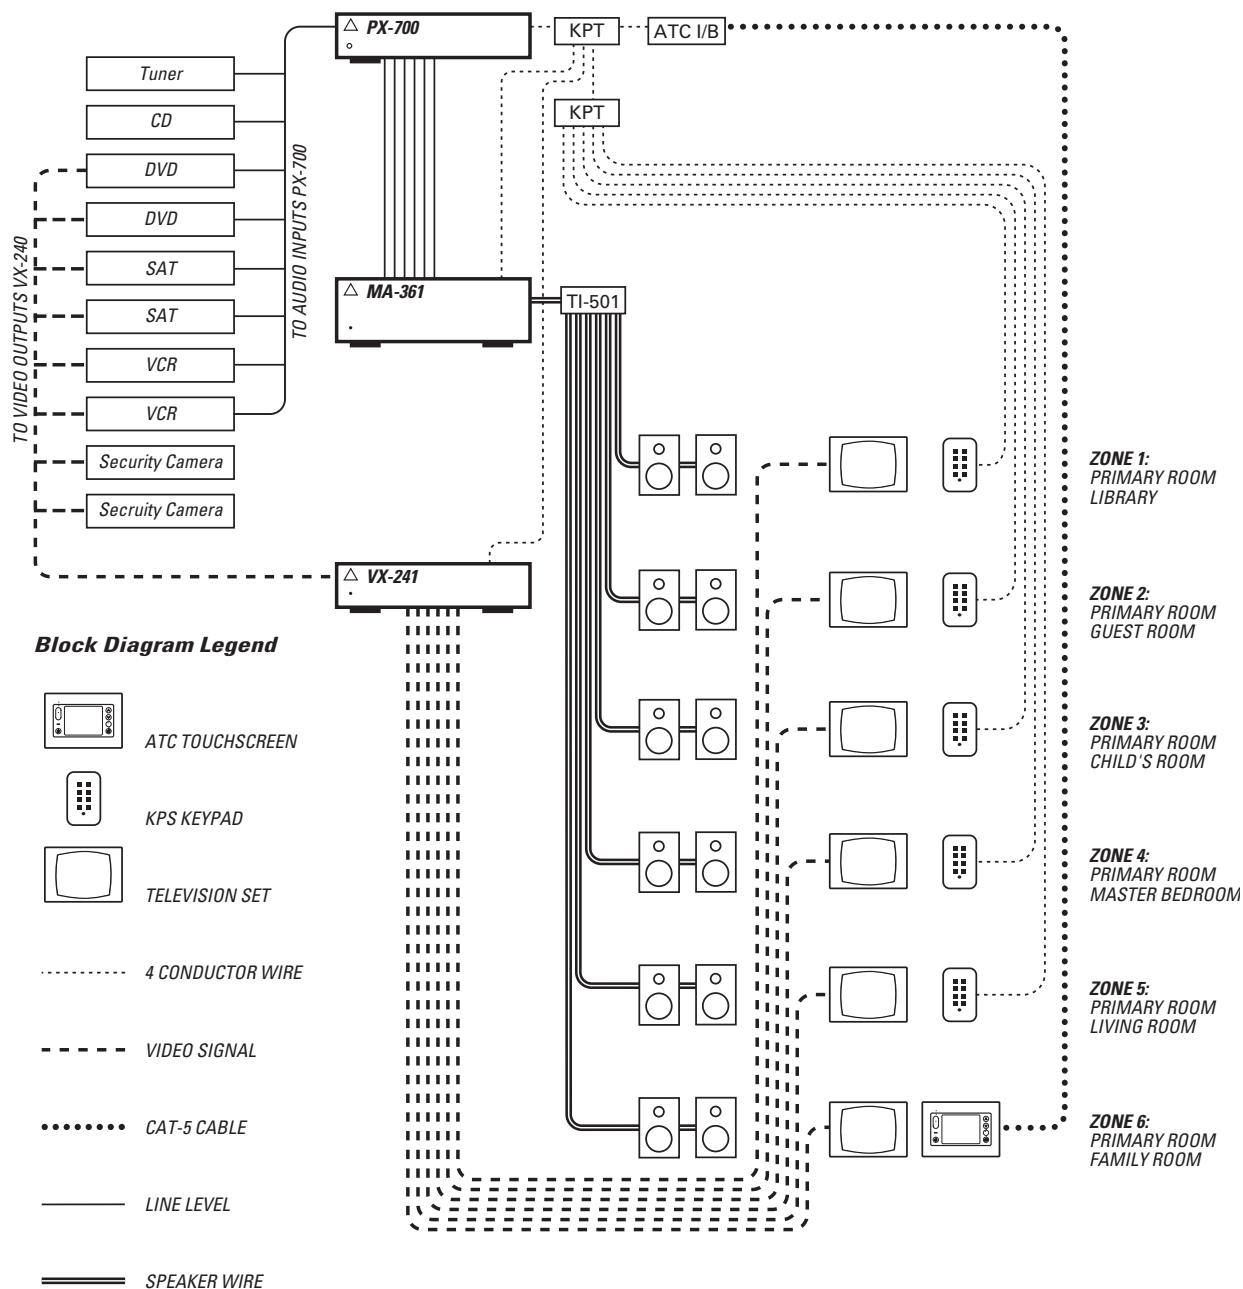 PX-700
KPT
ATC I/B
Tuner
CD
KPT
DVD
DVD
SAT
SAT
VCR
VCR
Security Camera
Secruity Camera
TO VIDEO OUTPUTS VX-240
TO AUDIO INPUTS PX-700
MA-361
TI-501
VX-241
ZONE 1:
PRIMARY ROOM
LIBRARY
ZONE 2:
PRIMARY ROOM
GUEST ROOM
ZONE 3:
PRIMARY ROOM
CHILD'S ROOM
ZONE 4:
PRIMARY ROOM
MASTER BEDROOM
ZONE 5:
PRIMARY ROOM
LIVING ROOM
ZONE 6:
PRIMARY ROOM
FAMILY ROOM
Block Diagram Legend
ATC TOUCHSCREEN
KPS KEYPAD
TELEVISION SET
4 CONDUCTOR WIRE
VIDEO SIGNAL
CAT-5 CABLE
LINE LEVEL
SPEAKER WIRE